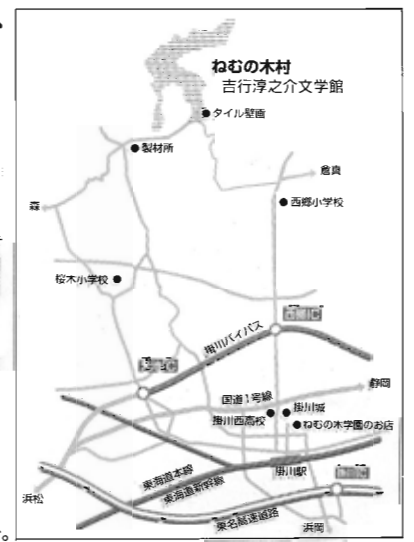 ねむの木村
吉行淳之介文学館
タイル壁画
製材所
倉真
西郷小学校
森
桜木小学校
掛川バイパス
静岡
国道1号線
掛川城
掛川西高校
ねむの木学園のお店
掛川駅
東海道本線
東海道新幹線
東名高速道路
浜松
浜岡